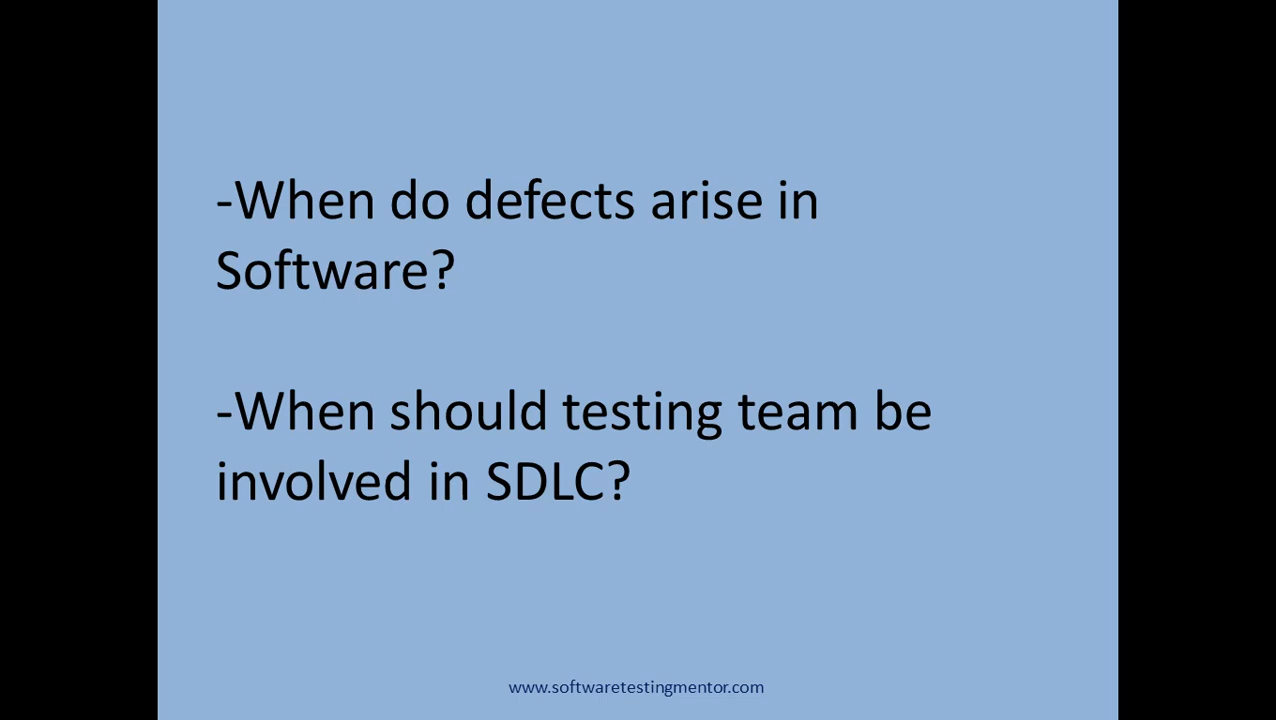 -When do defects arise in
Software?
-When should testing team be
involved in SDLC?
www.softwaretestingmentor.com